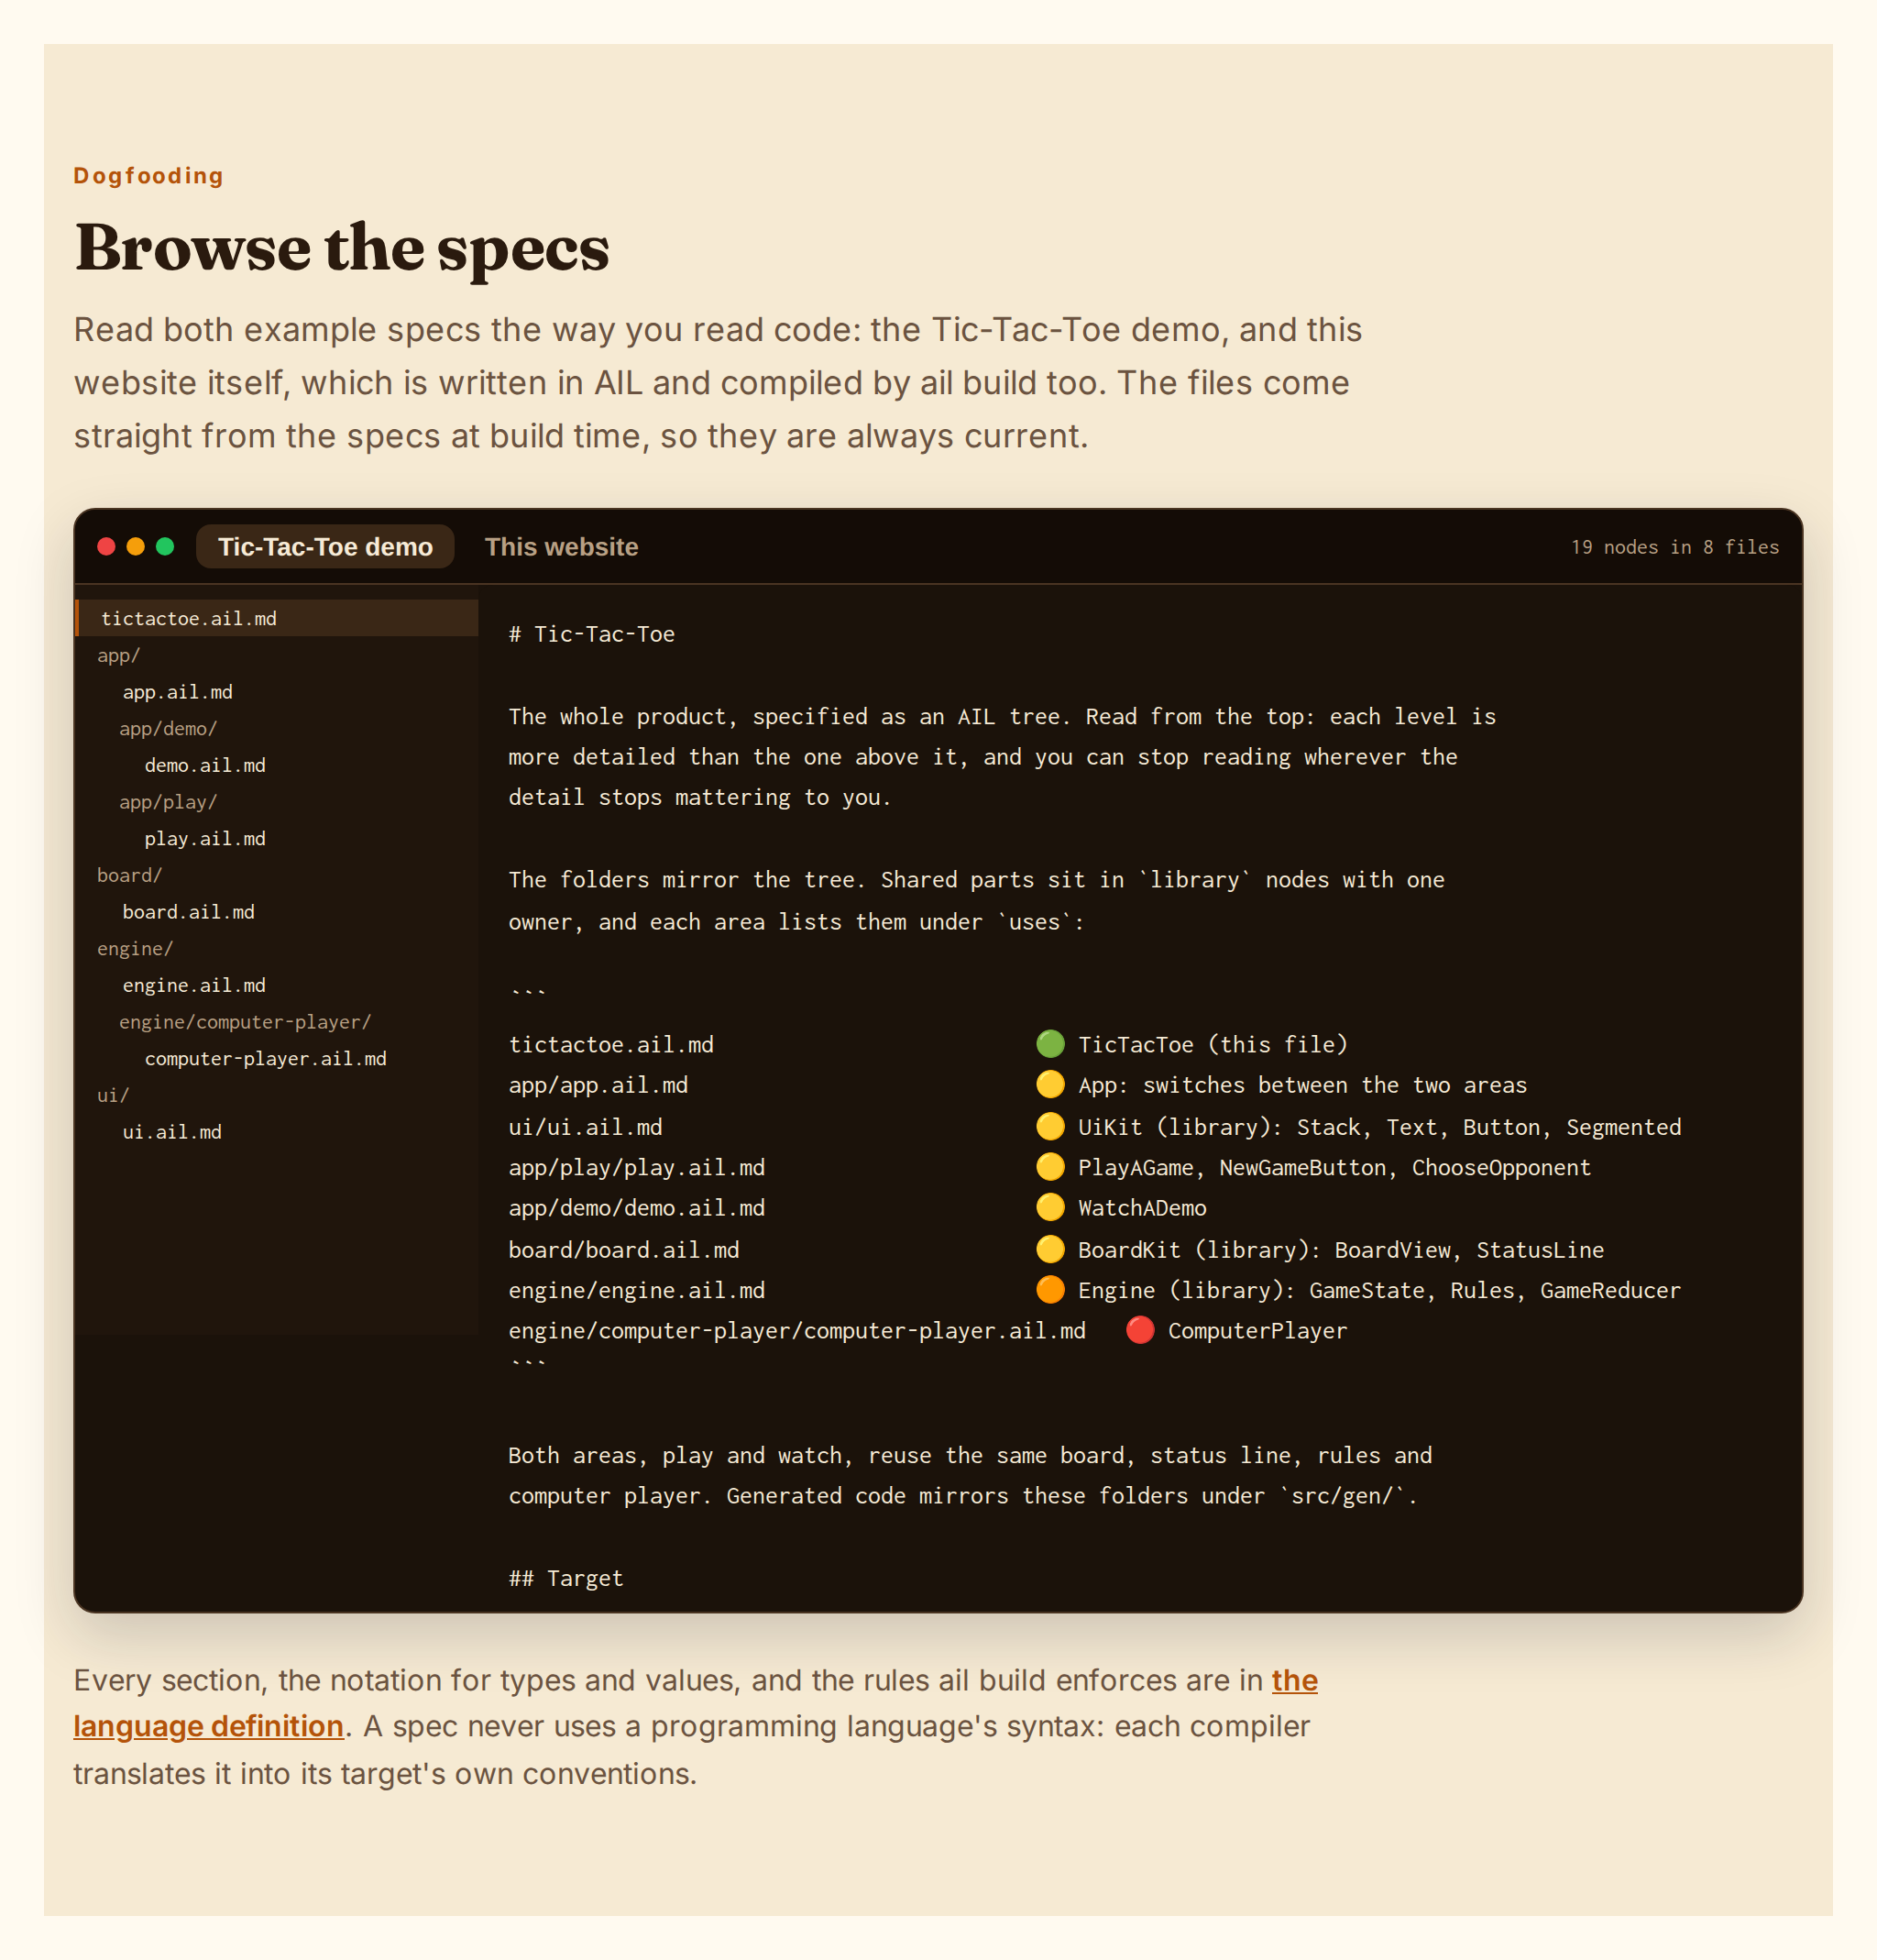 Dogfooding
Browse the specs
Read both example specs the way you read code: the Tic-Tac-Toe demo, and this
website itself, which is written in AIL and compiled by ail build too. The files come
straight from the specs at build time, so they are always current.
Tic-Tac-Toe demo
This website
19 nodes in 8 files
tictactoe.ail.md
app/
app.ail.md
app/demo/
demo.ail.md
app/play/
play.ail.md
board/
board.ail.md
engine/
engine.ail.md
engine/computer-player/
computer-player.ail.md
ui/
ui.ail.md
# Tic-Tac-Toe
The whole product, specified as an AIL tree. Read from the top: each level is
more detailed than the one above it, and you can stop reading wherever the
detail stops mattering to you.
The folders mirror the tree. Shared parts sit in `library` nodes with one
owner, and each area lists them under `uses`:
```
tictactoe.ail.md 🟢 TicTacToe (this file)
app/app.ail.md 🟡 App: switches between the two areas
ui/ui.ail.md 🟡 UiKit (library): Stack, Text, Button, Segmented
app/play/play.ail.md 🟡 PlayAGame, NewGameButton, ChooseOpponent
app/demo/demo.ail.md 🟡 WatchADemo
board/board.ail.md 🟡 BoardKit (library): BoardView, StatusLine
engine/engine.ail.md 🟠 Engine (library): GameState, Rules, GameReducer
engine/computer-player/computer-player.ail.md 🔴 ComputerPlayer
```
Both areas, play and watch, reuse the same board, status line, rules and
computer player. Generated code mirrors these folders under `src/gen/`.
## Target
Every section, the notation for types and values, and the rules ail build enforces are in the
language definition. A spec never uses a programming language's syntax: each compiler
translates it into its target's own conventions.